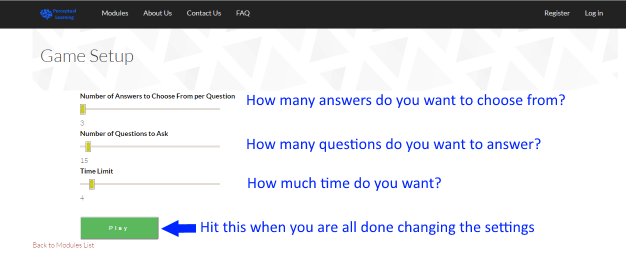 Perceptual
Learning
Modules About Us Contact Us FAQ Register Log in
Game Setup
Number of Answers to Choose From per Question
How many answers do you want to choose from?
3
Number of Questions to Ask
How many questions do you want to answer?
15
Time Limit
How much time do you want?
4
Play
Hit this when you are all done changing the settings
Back to Modules List